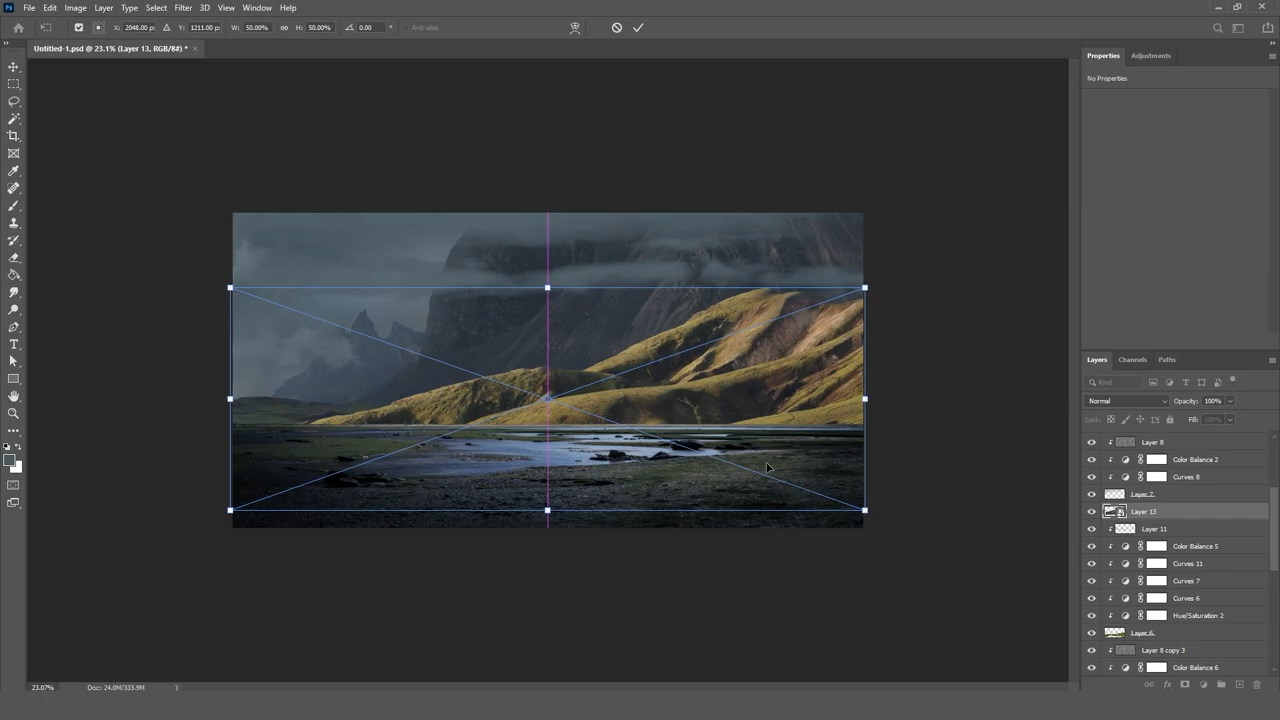 Ps File Edit Image Layer Type Select Filter 3D View Window Help
X: 2048.00 p: Y: 1211.00 p: W: 50.00% H: 50.00% 0.00 ° Anti-alias
Untitled-1.psd @ 23.1% (Layer 13, RGB/8#) * ×
Properties Adjustments
No Properties
Layers Channels Paths
Kind
Normal Opacity: 100%
Lock: Fill: 100%
Layer 8
Color Balance 2
Curves 8
Layer 2
Layer 13
Layer 11
Color Balance 5
Curves 11
Curves 7
Curves 6
Hue/Saturation 2
Layer 6
Layer 8 copy 3
Color Balance 6
fx
23.07% Doc: 24.0M/333.9M